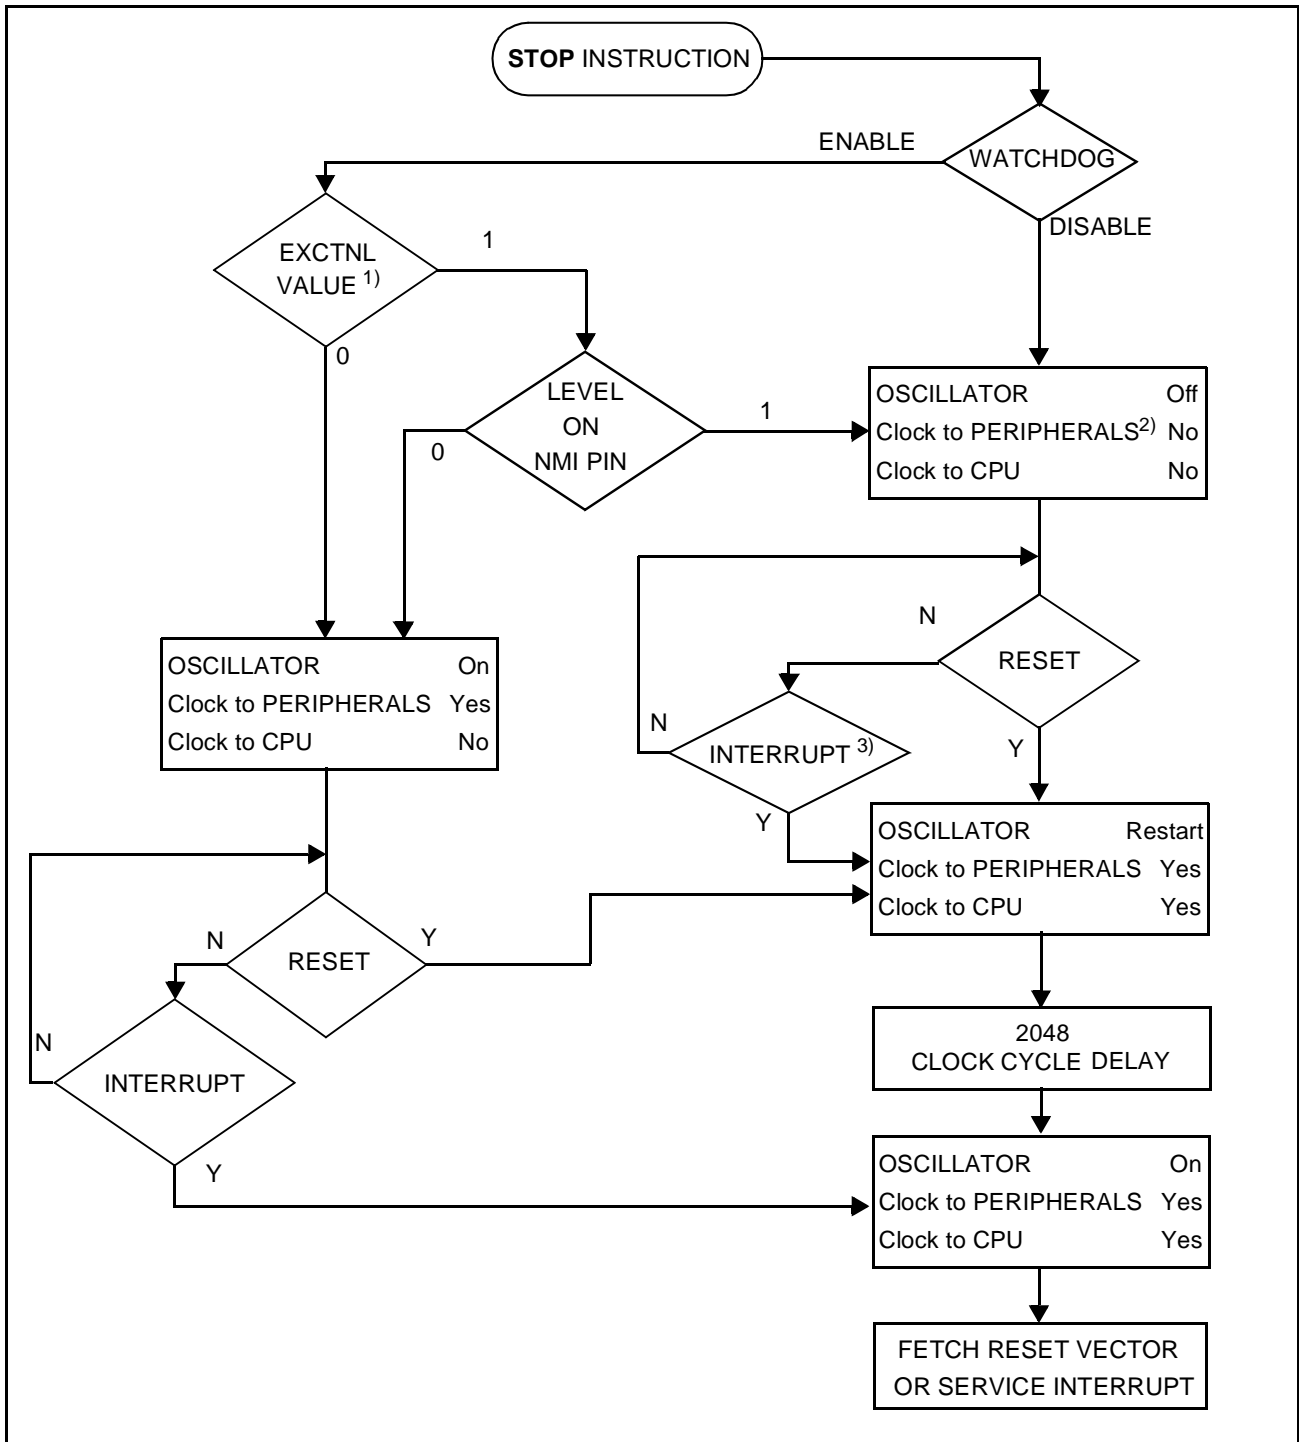 STOP INSTRUCTION
ENABLE
WATCHDOG
DISABLE
EXCTNL
VALUE 1)
1
0
LEVEL
ON
NMI PIN
1
0
OSCILLATOR Off
Clock to PERIPHERALS2) No
Clock to CPU No
N
RESET
Y
OSCILLATOR On
Clock to PERIPHERALS Yes
Clock to CPU No
N
INTERRUPT 3)
Y
OSCILLATOR Restart
Clock to PERIPHERALS Yes
Clock to CPU Yes
N
RESET
Y
N
INTERRUPT
Y
2048
CLOCK CYCLE DELAY
OSCILLATOR On
Clock to PERIPHERALS Yes
Clock to CPU Yes
FETCH RESET VECTOR
OR SERVICE INTERRUPT